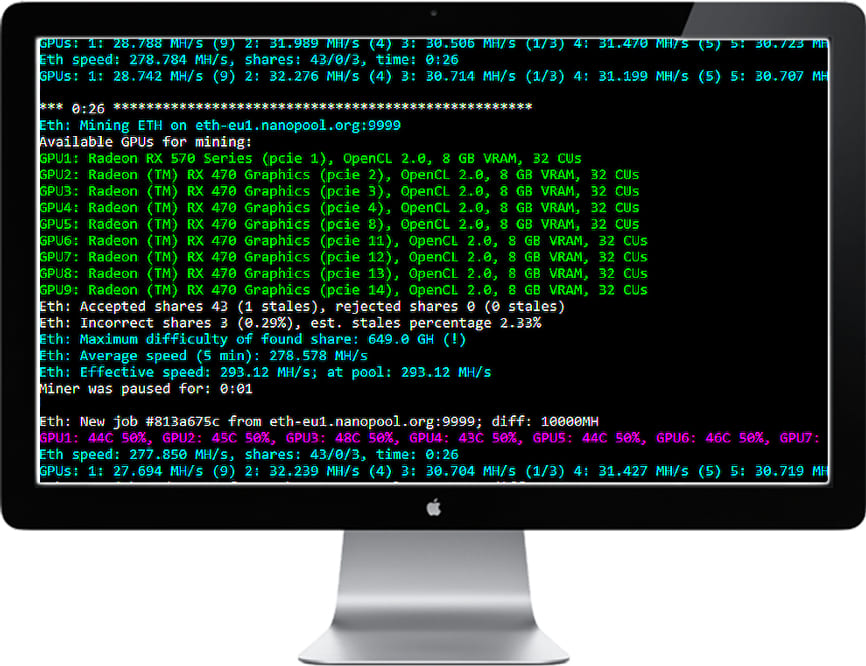 GPUs: 1: 28.788 MH/s (9) 2: 31.989 MH/s (4) 3: 30.506 MH/s (1/3) 4: 31.470 MH/s (5) 5: 30.723 MH
Eth speed: 278.784 MH/s, shares: 43/0/3, time: 0:26
GPUs: 1: 28.742 MH/s (9) 2: 32.276 MH/s (4) 3: 30.714 MH/s (1/3) 4: 31.199 MH/s (5) 5: 30.707 MH
*** 0:26 ***************************************************
Eth: Mining ETH on eth-eu1.nanopool.org:9999
Available GPUs for mining:
GPU1: Radeon RX 570 Series (pcie 1), OpenCL 2.0, 8 GB VRAM, 32 CUs
GPU2: Radeon (TM) RX 470 Graphics (pcie 2), OpenCL 2.0, 8 GB VRAM, 32 CUs
GPU3: Radeon (TM) RX 470 Graphics (pcie 3), OpenCL 2.0, 8 GB VRAM, 32 CUs
GPU4: Radeon (TM) RX 470 Graphics (pcie 4), OpenCL 2.0, 8 GB VRAM, 32 CUs
GPU5: Radeon (TM) RX 470 Graphics (pcie 8), OpenCL 2.0, 8 GB VRAM, 32 CUs
GPU6: Radeon (TM) RX 470 Graphics (pcie 11), OpenCL 2.0, 8 GB VRAM, 32 CUs
GPU7: Radeon (TM) RX 470 Graphics (pcie 12), OpenCL 2.0, 8 GB VRAM, 32 CUs
GPU8: Radeon (TM) RX 470 Graphics (pcie 13), OpenCL 2.0, 8 GB VRAM, 32 CUs
GPU9: Radeon (TM) RX 470 Graphics (pcie 14), OpenCL 2.0, 8 GB VRAM, 32 CUs
Eth: Accepted shares 43 (1 stales), rejected shares 0 (0 stales)
Eth: Incorrect shares 3 (0.29%), est. stales percentage 2.33%
Eth: Maximum difficulty of found share: 649.0 GH (!)
Eth: Average speed (5 min): 278.578 MH/s
Eth: Effective speed: 293.12 MH/s; at pool: 293.12 MH/s
Miner was paused for: 0:01
Eth: New job #813a675c from eth-eu1.nanopool.org:9999; diff: 10000MH
GPU1: 44C 50%, GPU2: 45C 50%, GPU3: 48C 50%, GPU4: 43C 50%, GPU5: 44C 50%, GPU6: 46C 50%, GPU7:
Eth speed: 277.850 MH/s, shares: 43/0/3, time: 0:26
GPUs: 1: 27.694 MH/s (9) 2: 32.239 MH/s (4) 3: 30.704 MH/s (1/3) 4: 31.427 MH/s (5) 5: 30.719 MH